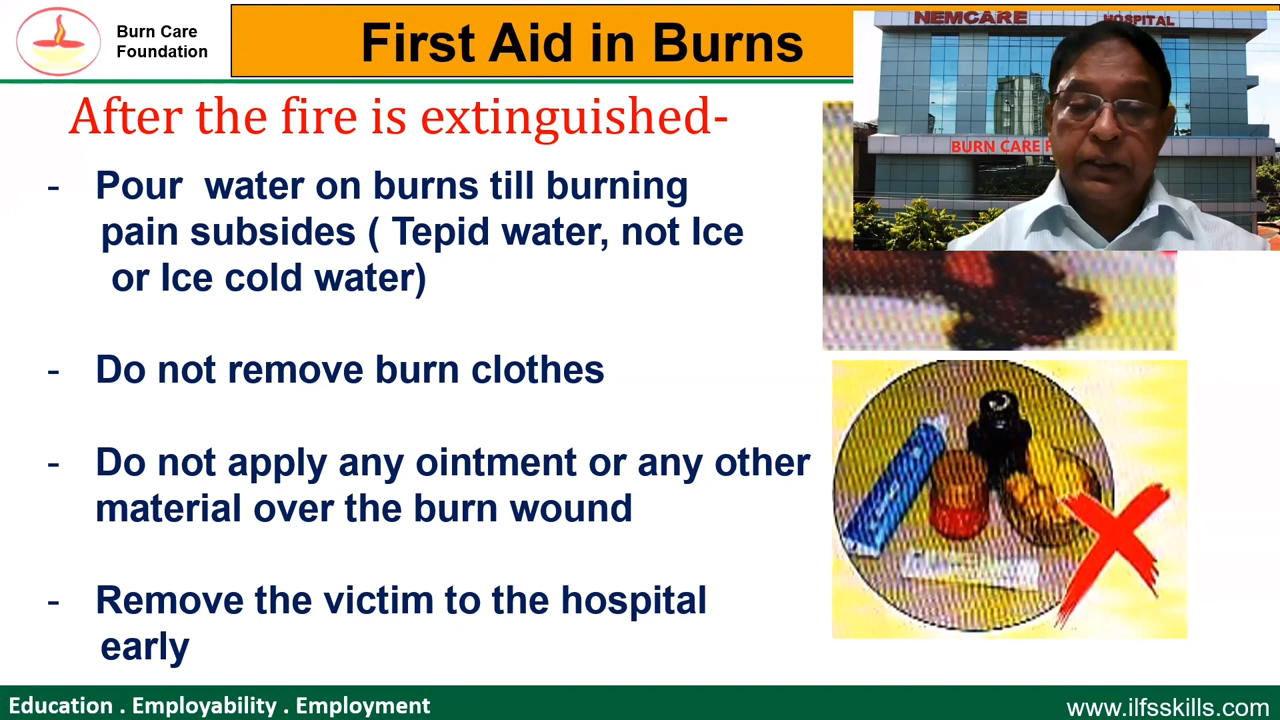 Burn Care
Foundation
First Aid in Burns
NEMCARE HOSPITAL
BURN CARE F
After the fire is extinguished-
- Pour water on burns till burning
pain subsides ( Tepid water, not Ice
or Ice cold water)
- Do not remove burn clothes
- Do not apply any ointment or any other
material over the burn wound
- Remove the victim to the hospital
early
Education . Employability . Employment
www.ilfsskills.com